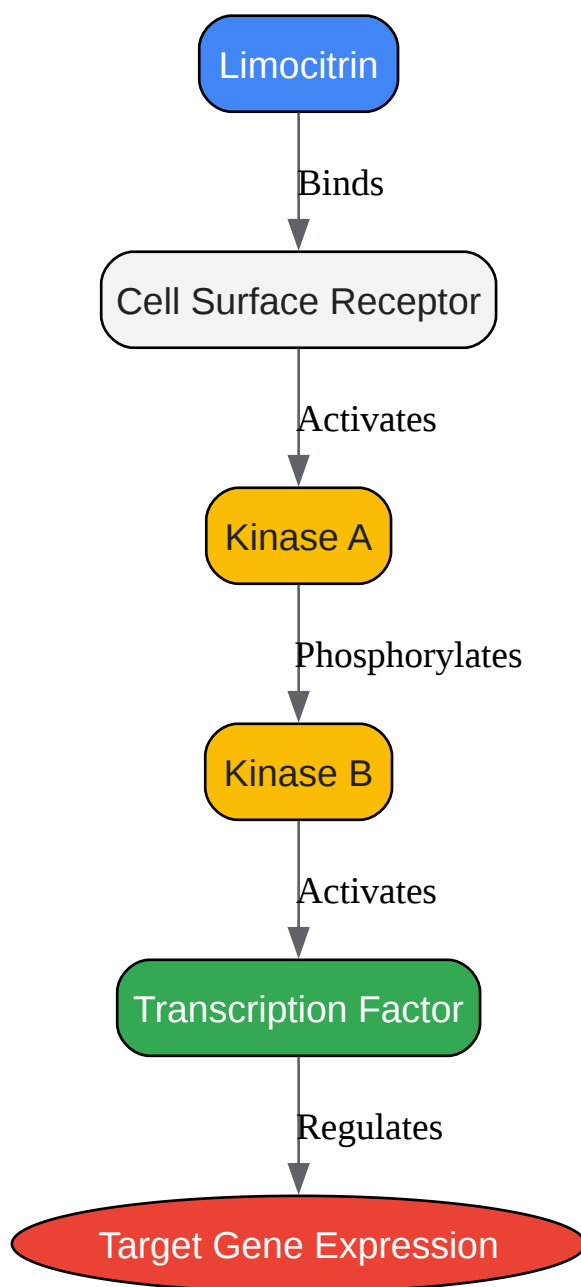 Limocitrin
Binds
Cell Surface Receptor
Activates
Kinase A
Phosphorylates
Kinase B
Activates
Transcription Factor
Regulates
Target Gene Expression